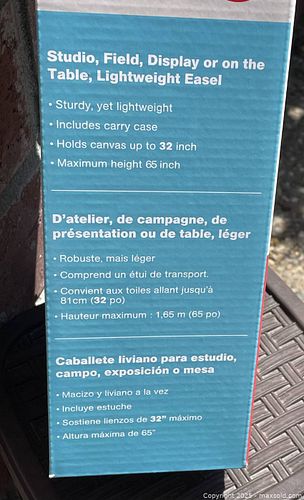 Studio, Field, Display or on the
Table, Lightweight Easel
• Sturdy, yet lightweight
• Includes carry case
• Holds canvas up to 32 inch
• Maximum height 65 inch
D'atelier, de campagne, de
présentation ou de table, léger
• Robuste, mais léger
• Comprend un étui de transport.
• Convient aux toiles allant jusqu'à
81cm (32 po)
• Hauteur maximum : 1,65 m (65 po)
Caballete liviano para estudio,
campo, exposición o mesa
• Macizo y liviano a la vez
• Incluye estuche
• Sostiene lienzos de 32" máximo
• Altura máxima de 65"
Copyright 2025 - maxsold.com